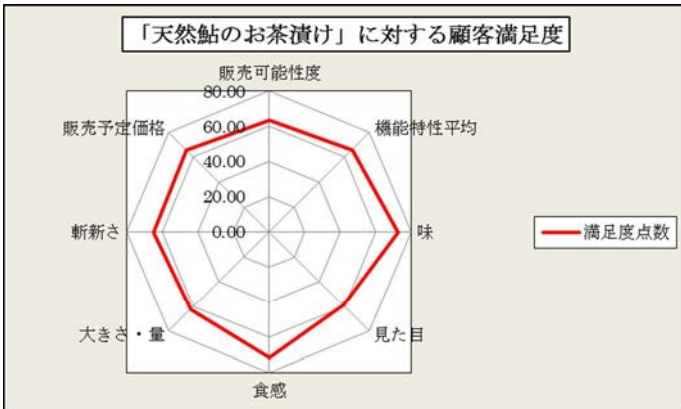 「天然鮎のお茶漬け」に対する顧客満足度
販売可能性度
80.00
販売予定価格
機能特性平均
60.00
40.00
20.00
斬新さ
0.00
味
満足度点数
大きさ・量
見た目
食感